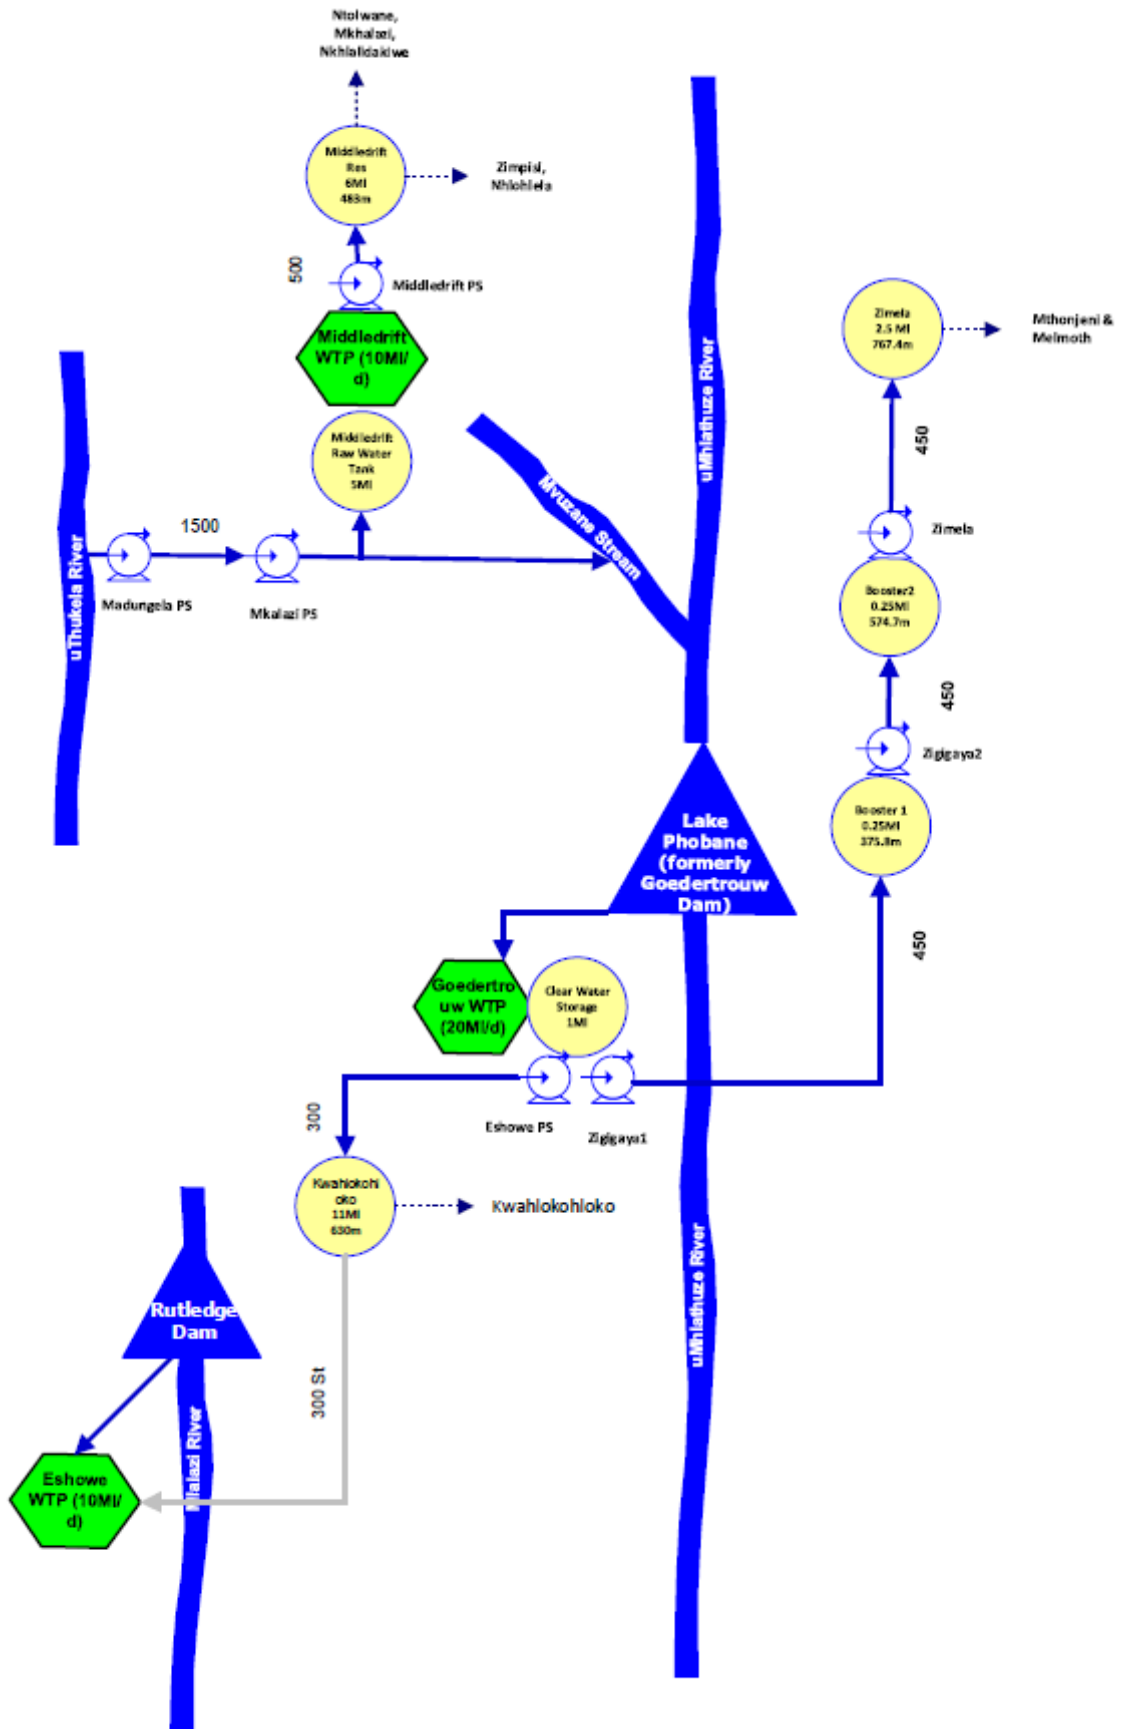 Ntolwane,
Mkhalazi,
Nkhlalidakiwe
Middledrift
Res
6Ml
483m
Zimpisi,
Nhlohlela
500
Middledrift PS
Middledrift
WTP (10Ml/
d)
Middledrift
Raw Water
Tank
5Ml
uThukela River
1500
Madungela PS
Mkalazi PS
Mvuzane Stream
uMhlathuze River
Zimela
2.5 Ml
767.4m
Mthonjeni &
Melmoth
450
Zimela
Booster2
0.25Ml
574.7m
450
Zigigaya2
Booster 1
0.25Ml
375.8m
450
Lake
Phobane
(formerly
Goedertrouw
Dam)
Goedertro
uw WTP
(20Ml/d)
Clear Water
Storage
1Ml
Eshowe PS
Zigigaya1
300
Kwahlokohl
oko
11Ml
630m
Kwahlokohloko
uMhlathuze River
Rutledge
Dam
300 St
Mlalazi River
Eshowe
WTP (10Ml/
d)